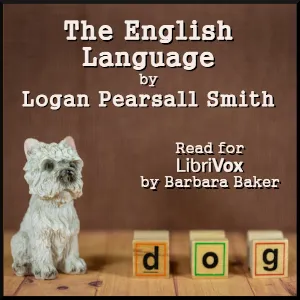 The English
Language
by
Logan Pearsall Smith
Read for
LibriVox
by Barbara Baker
dog